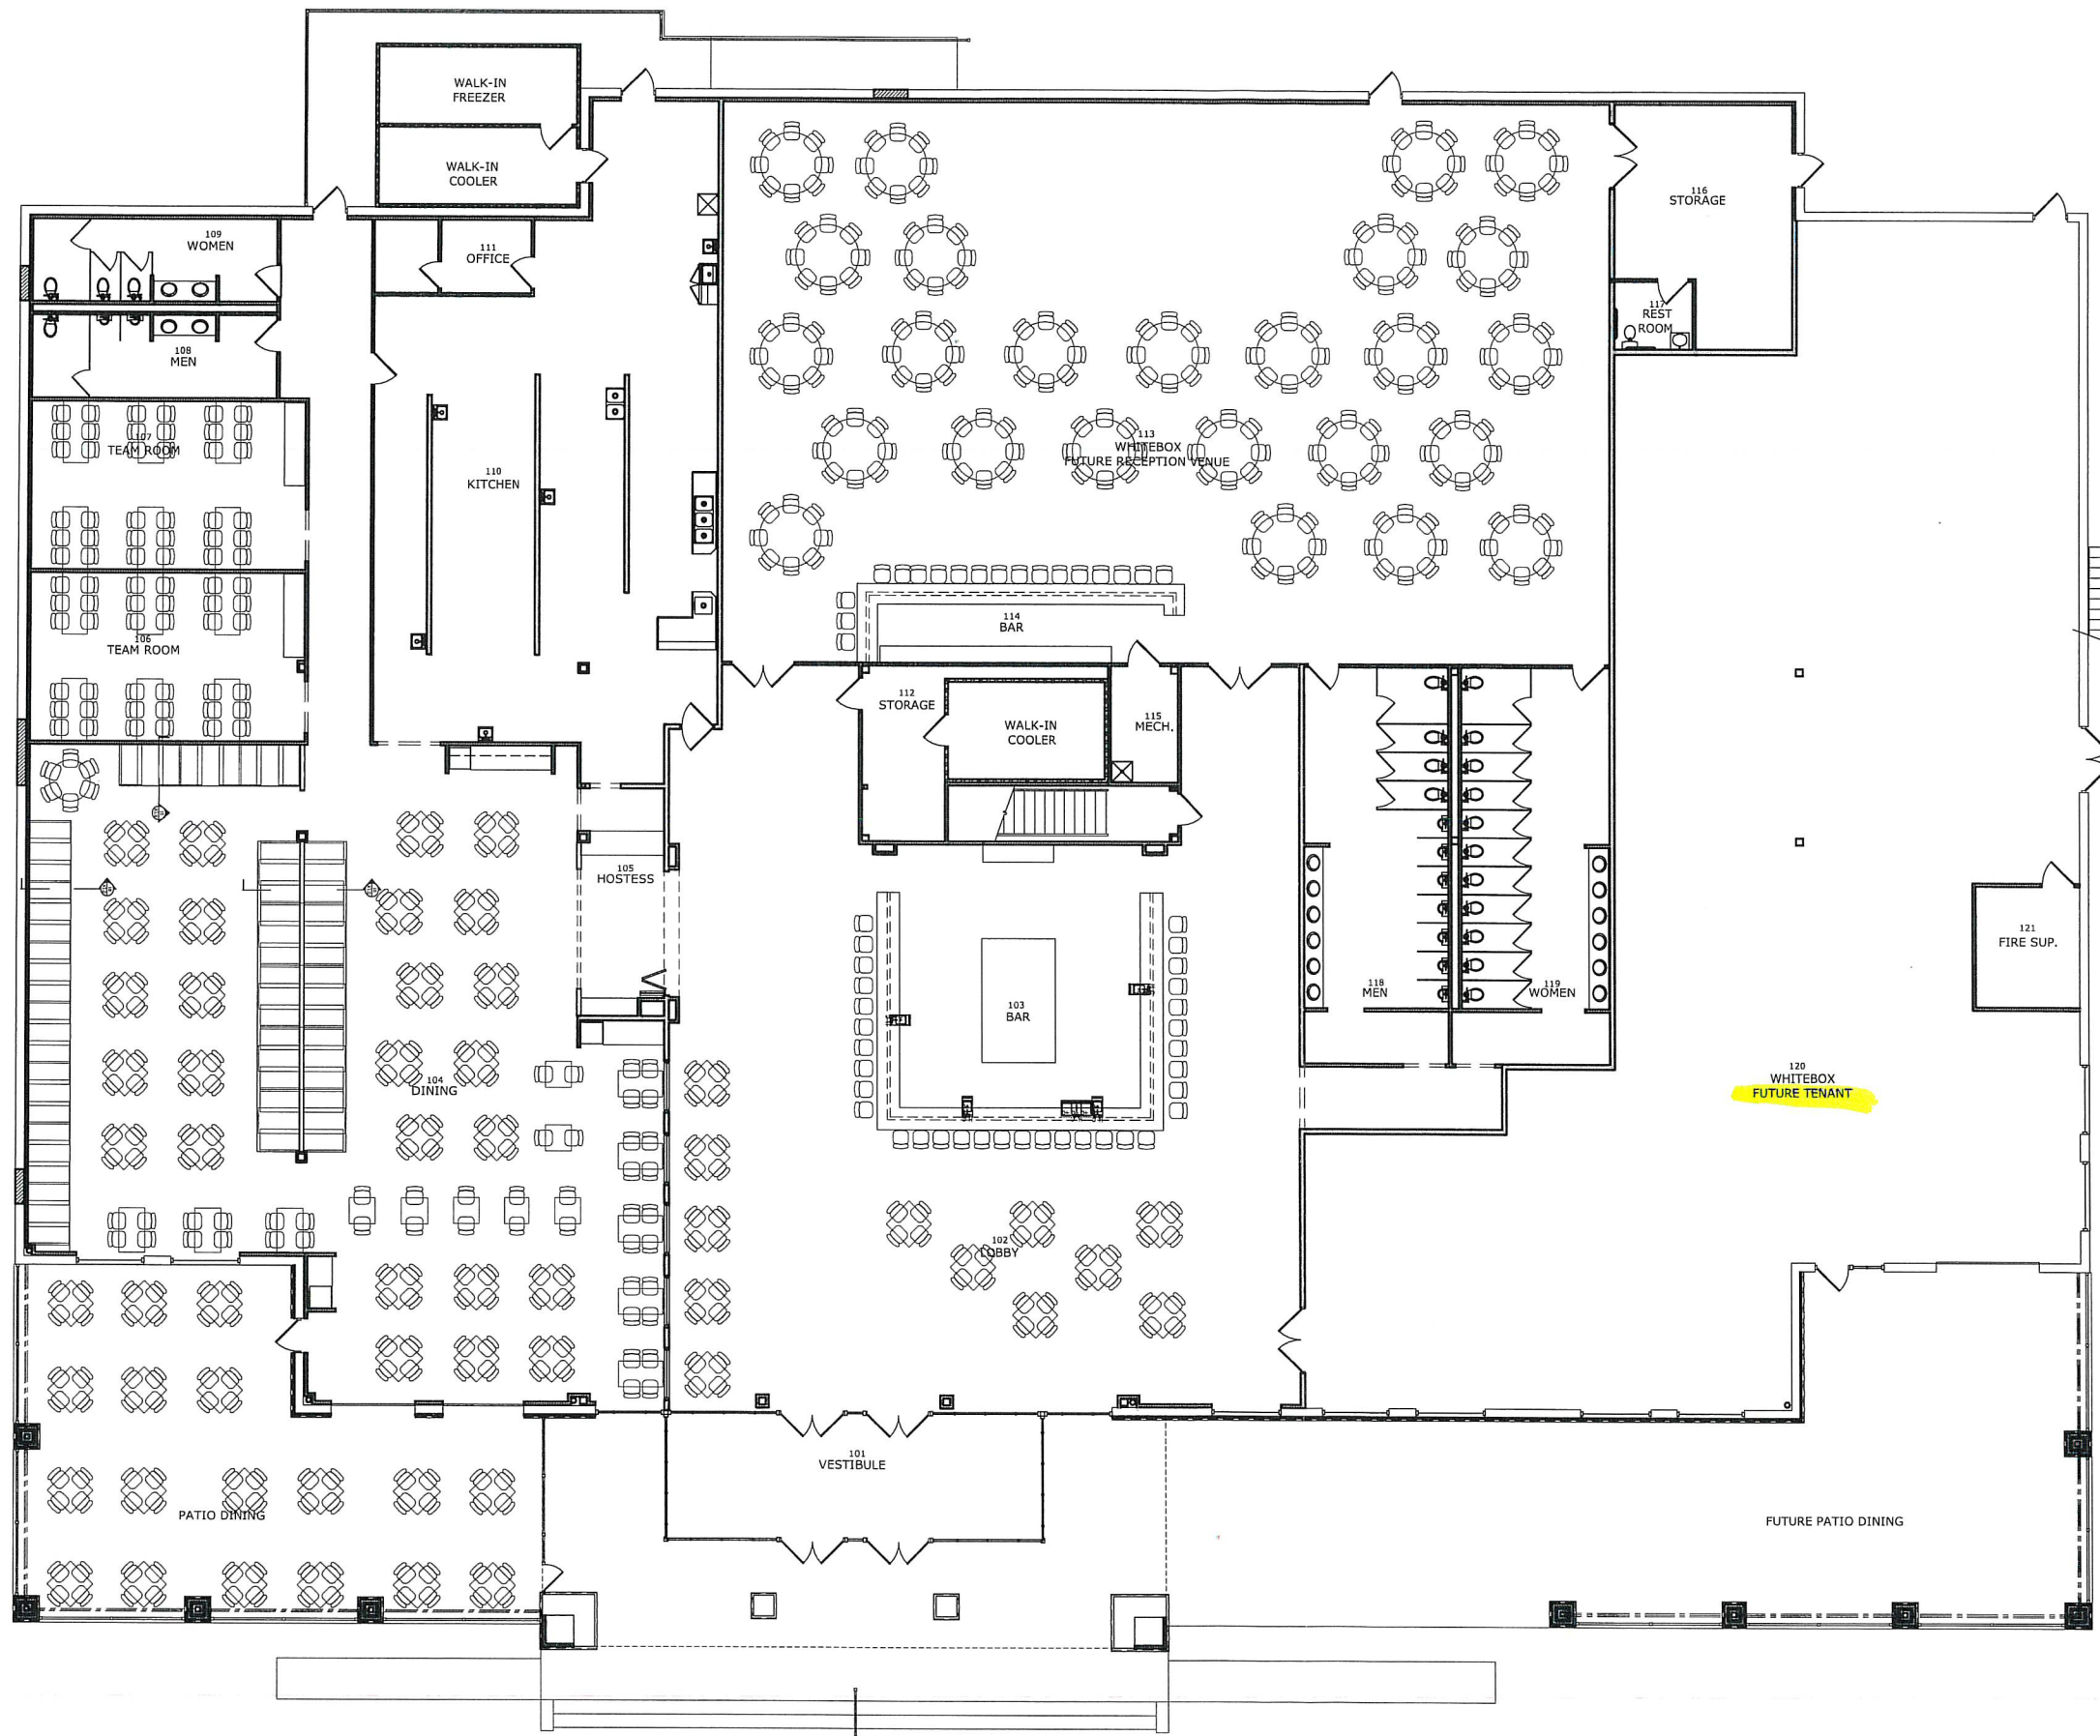 WALK-IN
FREEZER
WALK-IN
COOLER
109
WOMEN
111
OFFICE
116
STORAGE
117
REST
ROOM
108
MEN
107
TEAM ROOM
110
KITCHEN
113
WHITEBOX
FUTURE RECEPTION VENUE
106
TEAM ROOM
114
BAR
112
STORAGE
WALK-IN
COOLER
115
MECH.
105
HOSTESS
103
BAR
118
MEN
119
WOMEN
121
FIRE SUP.
104
DINING
120
WHITEBOX
FUTURE TENANT
102
LOBBY
101
VESTIBULE
PATIO DINING
FUTURE PATIO DINING